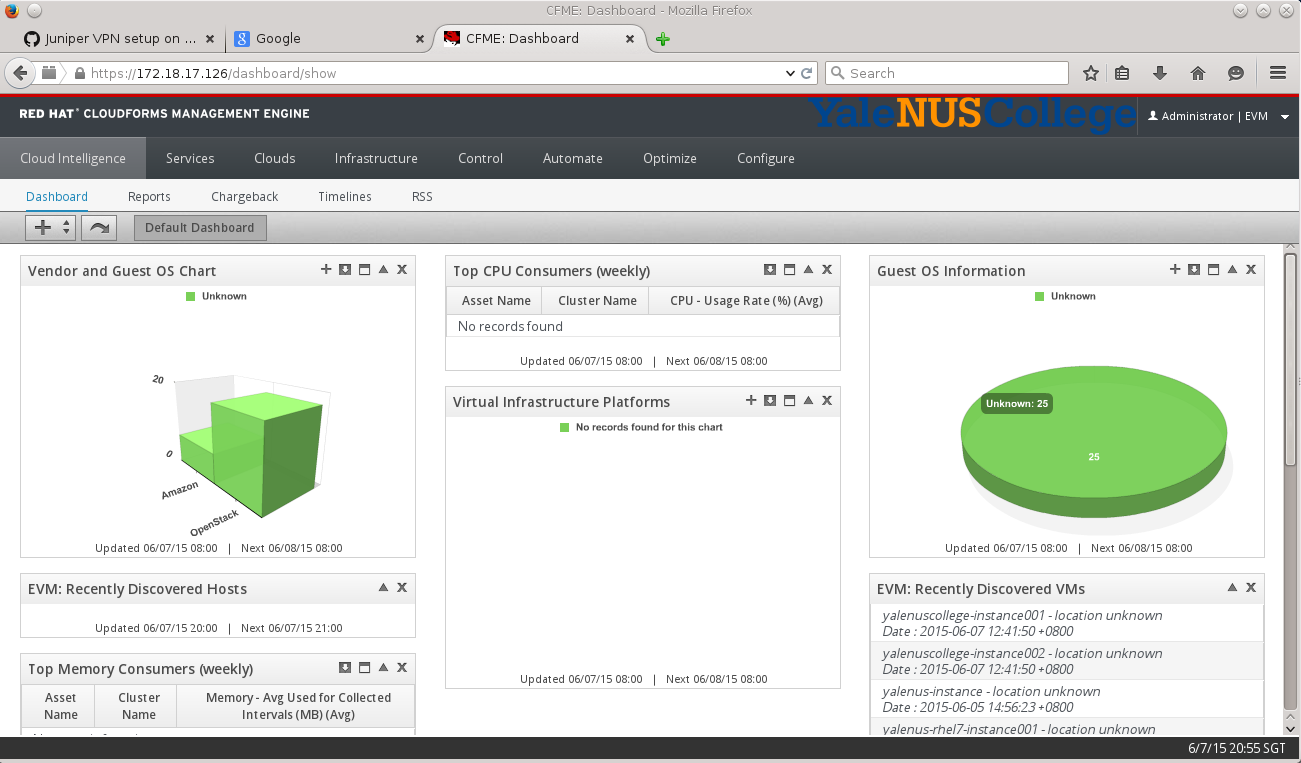 CFME: Dashboard - Mozilla Firefox
Juniper VPN setup on ...
Google
CFME: Dashboard
https://172.18.17.126/dashboard/show
Search
RED HAT® CLOUDFORMS MANAGEMENT ENGINE
YaleNUSCollege
Administrator | EVM
Cloud Intelligence Services Clouds Infrastructure Control Automate Optimize Configure
Dashboard Reports Chargeback Timelines RSS
Default Dashboard
Vendor and Guest OS Chart
Unknown
20
0
Amazon
OpenStack
Updated 06/07/15 08:00 | Next 06/08/15 08:00
EVM: Recently Discovered Hosts
Updated 06/07/15 20:00 | Next 06/07/15 21:00
Top Memory Consumers (weekly)
Asset Name
Cluster Name
Memory - Avg Used for Collected Intervals (MB) (Avg)
Top CPU Consumers (weekly)
Asset Name Cluster Name CPU - Usage Rate (%) (Avg)
No records found
Updated 06/07/15 08:00 | Next 06/08/15 08:00
Virtual Infrastructure Platforms
No records found for this chart
Updated 06/07/15 08:00 | Next 06/08/15 08:00
Guest OS Information
Unknown
Unknown: 25
25
Updated 06/07/15 08:00 | Next 06/08/15 08:00
EVM: Recently Discovered VMs
yalenuscollege-instance001 - location unknown
Date : 2015-06-07 12:41:50 +0800
yalenuscollege-instance002 - location unknown
Date : 2015-06-07 12:41:50 +0800
yalenus-instance - location unknown
Date : 2015-06-05 14:56:23 +0800
yalenus-rhel7-instance001 - location unknown
6/7/15 20:55 SGT